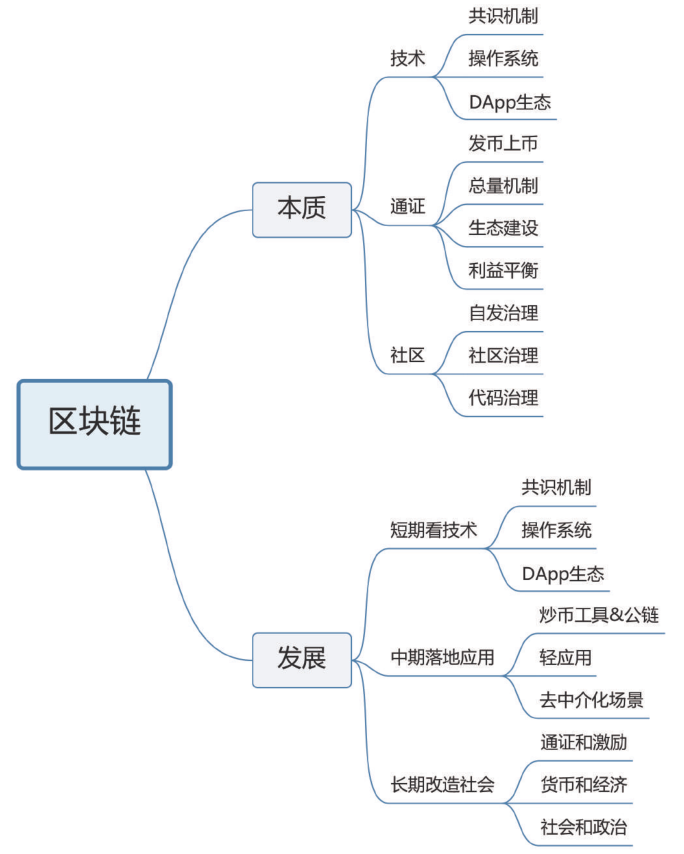 区块链
本质
技术
共识机制
操作系统
DApp生态
通证
发币上币
总量机制
生态建设
利益平衡
社区
自发治理
社区治理
代码治理
发展
短期看技术
共识机制
操作系统
DApp生态
中期落地应用
炒币工具&公链
轻应用
去中介化场景
长期改造社会
通证和激励
货币和经济
社会和政治